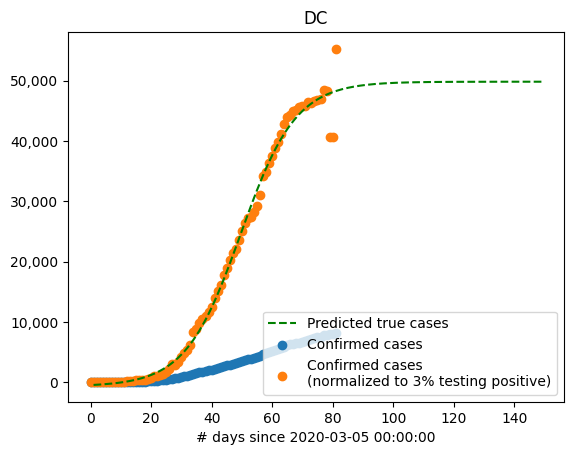 DC
50,000
40,000
30,000
20,000
10,000
0
Predicted true cases
Confirmed cases
Confirmed cases
(normalized to 3% testing positive)
0 20 40 60 80 100 120 140
# days since 2020-03-05 00:00:00